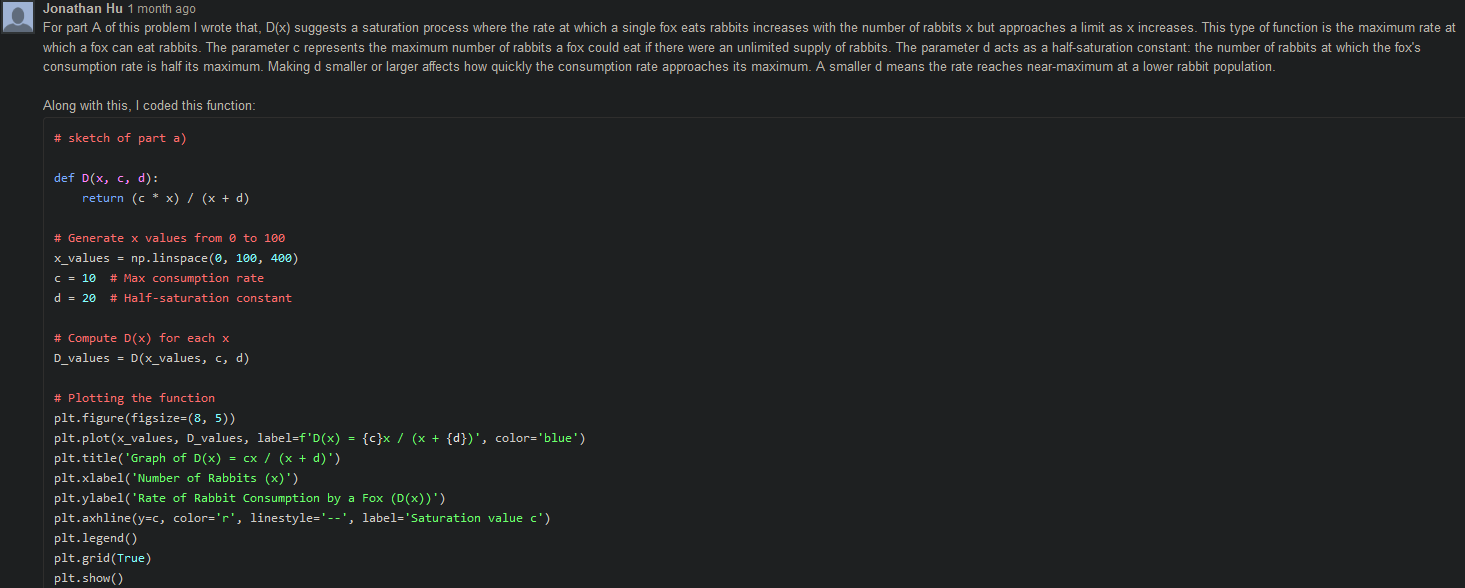 Jonathan Hu 1 month ago
For part A of this problem I wrote that, D(x) suggests a saturation process where the rate at which a single fox eats rabbits increases with the number of rabbits x but approaches a limit as x increases. This type of function is the maximum rate at
which a fox can eat rabbits. The parameter c represents the maximum number of rabbits a fox could eat if there were an unlimited supply of rabbits. The parameter d acts as a half-saturation constant: the number of rabbits at which the fox's
consumption rate is half its maximum. Making d smaller or larger affects how quickly the consumption rate approaches its maximum. A smaller d means the rate reaches near-maximum at a lower rabbit population.
Along with this, I coded this function:
# sketch of part a)
def D(x, c, d):
    return (c * x) / (x + d)
# Generate x values from 0 to 100
x_values = np.linspace(0, 100, 400)
c = 10  # Max consumption rate
d = 20  # Half-saturation constant
# Compute D(x) for each x
D_values = D(x_values, c, d)
# Plotting the function
plt.figure(figsize=(8, 5))
plt.plot(x_values, D_values, label=f'D(x) = {c}x / (x + {d})', color='blue')
plt.title('Graph of D(x) = cx / (x + d)')
plt.xlabel('Number of Rabbits (x)')
plt.ylabel('Rate of Rabbit Consumption by a Fox (D(x))')
plt.axhline(y=c, color='r', linestyle='--', label='Saturation value c')
plt.legend()
plt.grid(True)
plt.show()